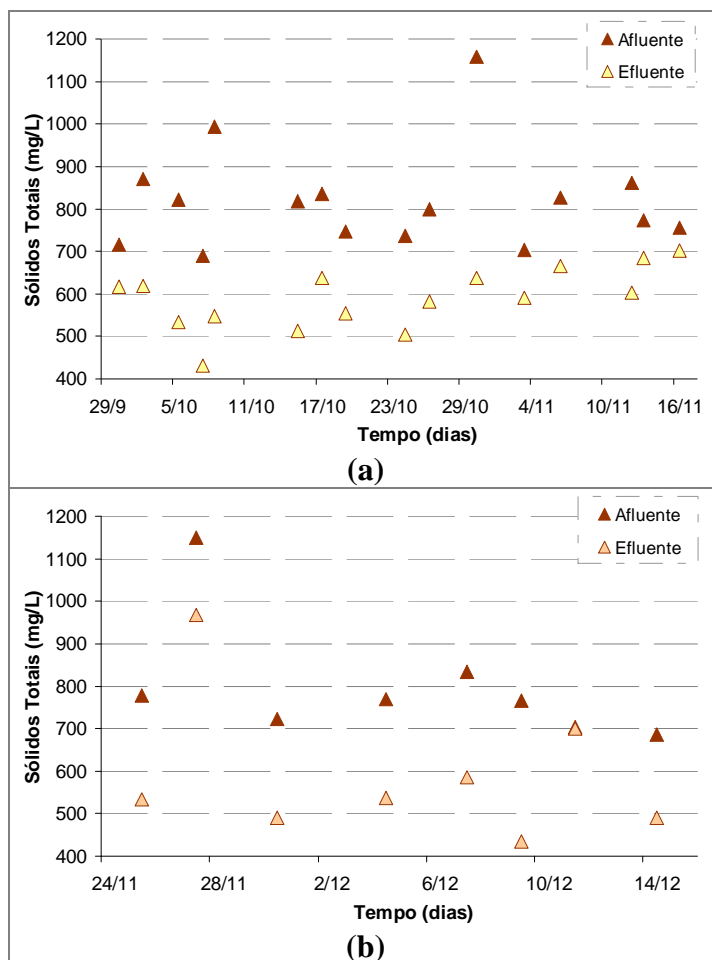 1200
1100
1000
900
800
700
600
500
400
Sólidos Totais (mg/L)
Afluente
Efluente
29/9 5/10 11/10 17/10 23/10 29/10 4/11 10/11 16/11
Tempo (dias)
(a)
1200
1100
1000
900
800
700
600
500
400
Sólidos Totais (mg/L)
Afluente
Efluente
24/11 28/11 2/12 6/12 10/12 14/12
Tempo (dias)
(b)